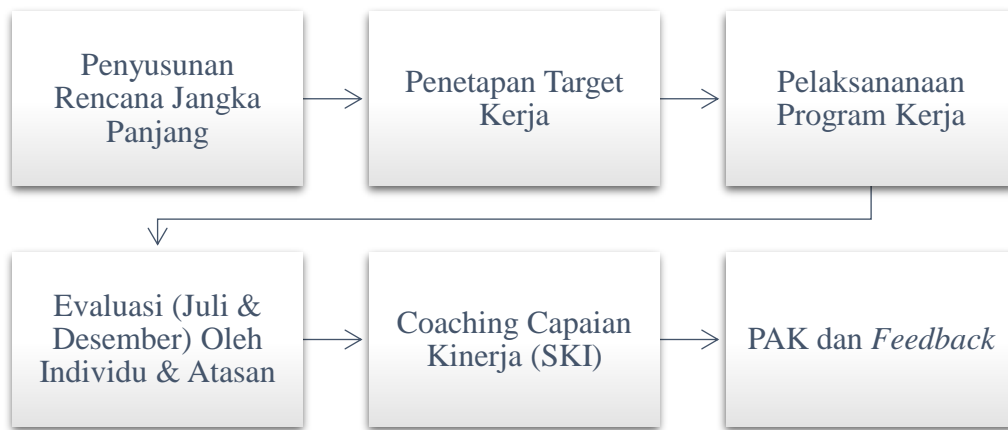 Penyusunan
Rencana Jangka
Panjang
Penetapan Target
Kerja
Pelaksananaan
Program Kerja
Evaluasi (Juli &
Desember) Oleh
Individu & Atasan
Coaching Capaian
Kinerja (SKI)
PAK dan Feedback